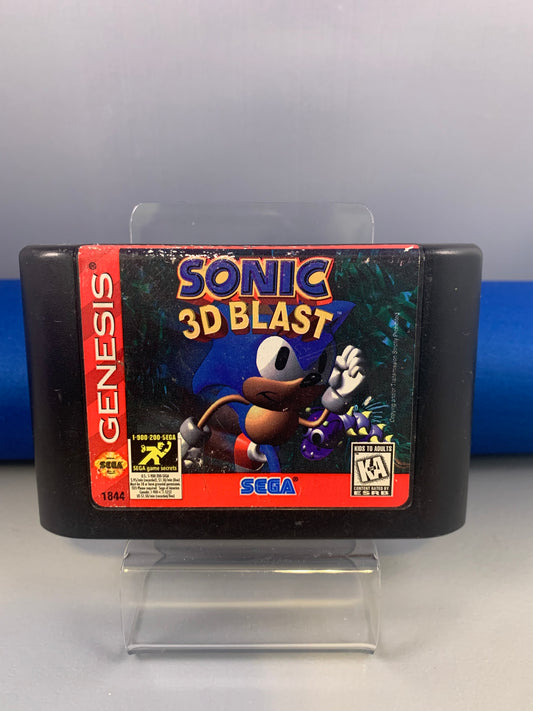 SONIC
3D BLAST
GENESIS®
1-900-200-SEGA
SEGA game secrets
SEGA
1844
SEGA
KIDS TO ADULTS
K-A
CONTENT RATED BY
ESRB